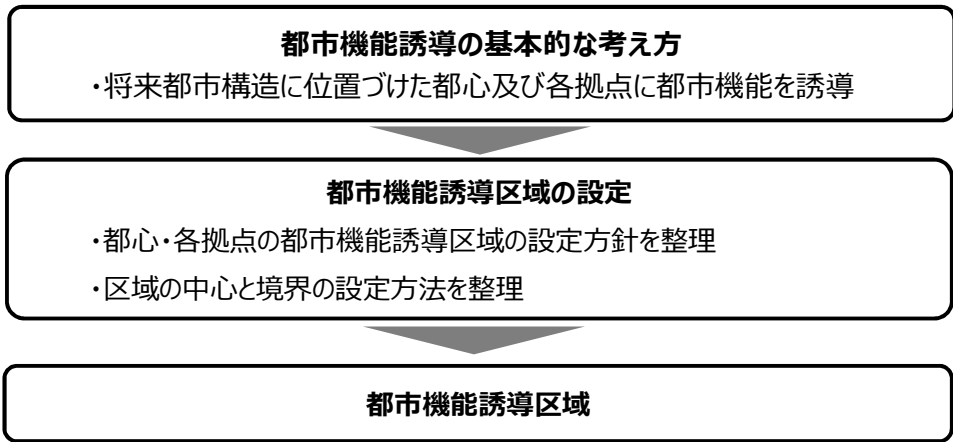 都市機能誘導の基本的な考え方
・将来都市構造に位置づけた都心及び各拠点に都市機能を誘導
都市機能誘導区域の設定
・都心・各拠点の都市機能誘導区域の設定方針を整理
・区域の中心と境界の設定方法を整理
都市機能誘導区域